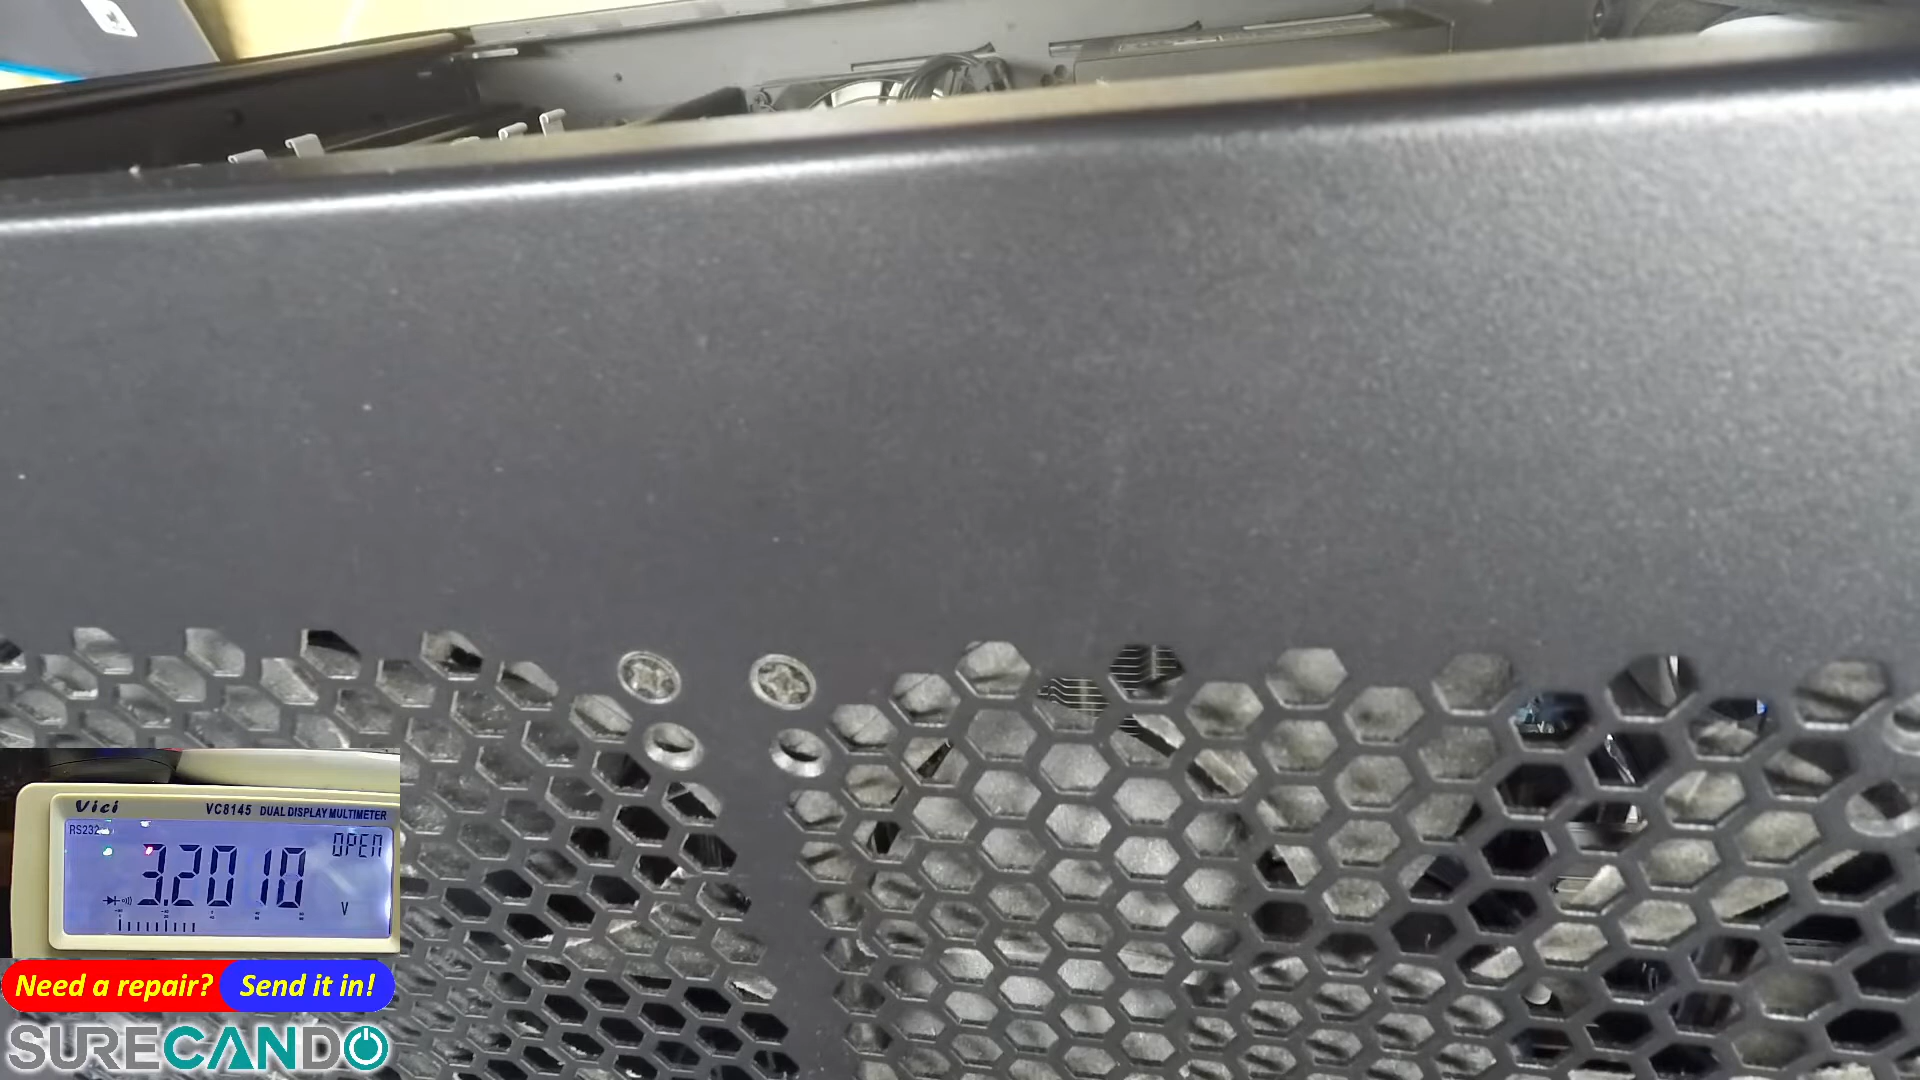 Vici VC8145 DUAL DISPLAY MULTIMETER
RS232
OPEN
3.2010
V
Need a repair? Send it in!
SURECANDO